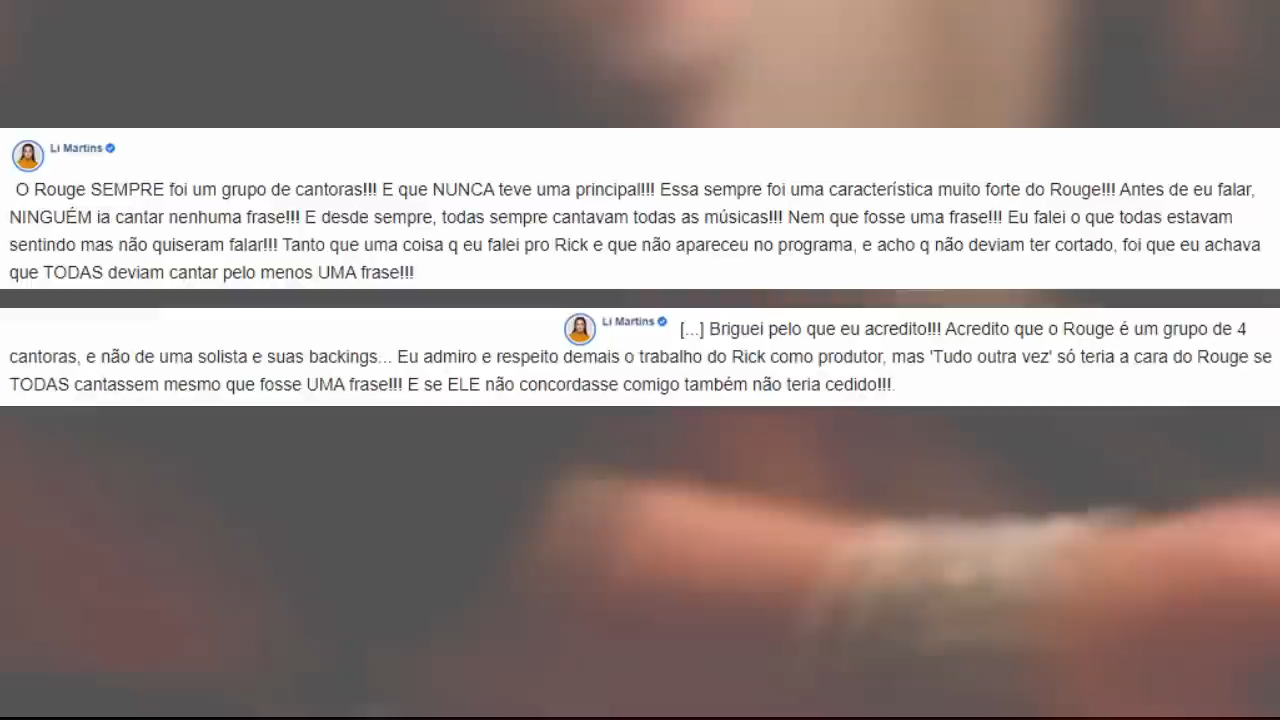 Li Martins
O Rouge SEMPRE foi um grupo de cantoras!!! E que NUNCA teve uma principal!!! Essa sempre foi uma característica muito forte do Rouge!!! Antes de eu falar,
NINGUÉM ia cantar nenhuma frase!!! E desde sempre, todas sempre cantavam todas as músicas!!! Nem que fosse uma frase!!! Eu falei o que todas estavam
sentindo mas não quiseram falar!!! Tanto que uma coisa q eu falei pro Rick e que não apareceu no programa, e acho q não deviam ter cortado, foi que eu achava
que TODAS deviam cantar pelo menos UMA frase!!!
Li Martins
[...] Briguei pelo que eu acredito!!! Acredito que o Rouge é um grupo de 4
cantoras, e não de uma solista e suas backings... Eu admiro e respeito demais o trabalho do Rick como produtor, mas 'Tudo outra vez' só teria a cara do Rouge se
TODAS cantassem mesmo que fosse UMA frase!!! E se ELE não concordasse comigo também não teria cedido!!!